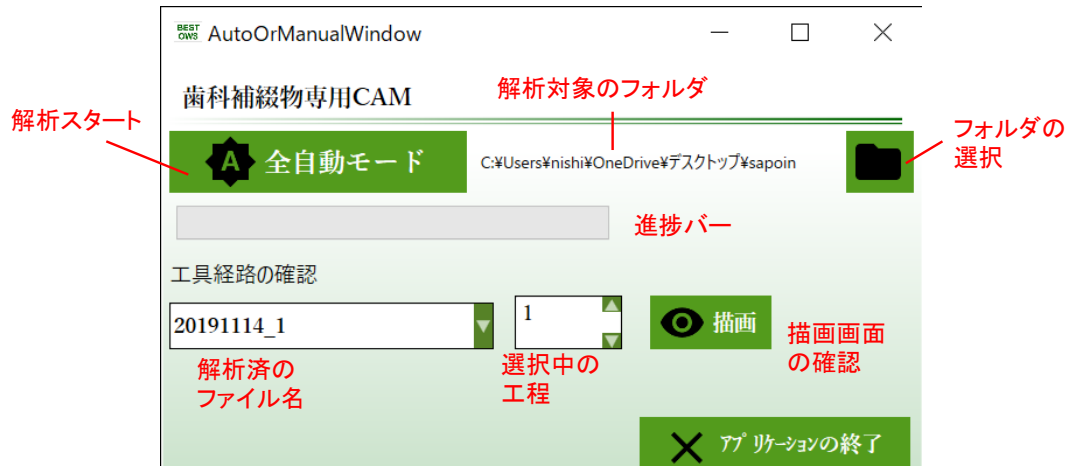 BEST
OWS
AutoOrManualWindow
歯科補綴物専用CAM
解析対象のフォルダ
解析スタート
フォルダの
選択
A
全自動モード
C:¥Users¥nishi¥OneDrive¥デスクトップ¥sapoin
進捗バー
工具経路の確認
20191114_1
1
描画
描画画面
の確認
解析済の
ファイル名
選択中の
工程
アプリケーションの終了